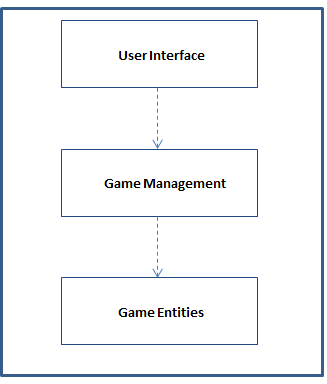 User Interface
Game Management
Game Entities